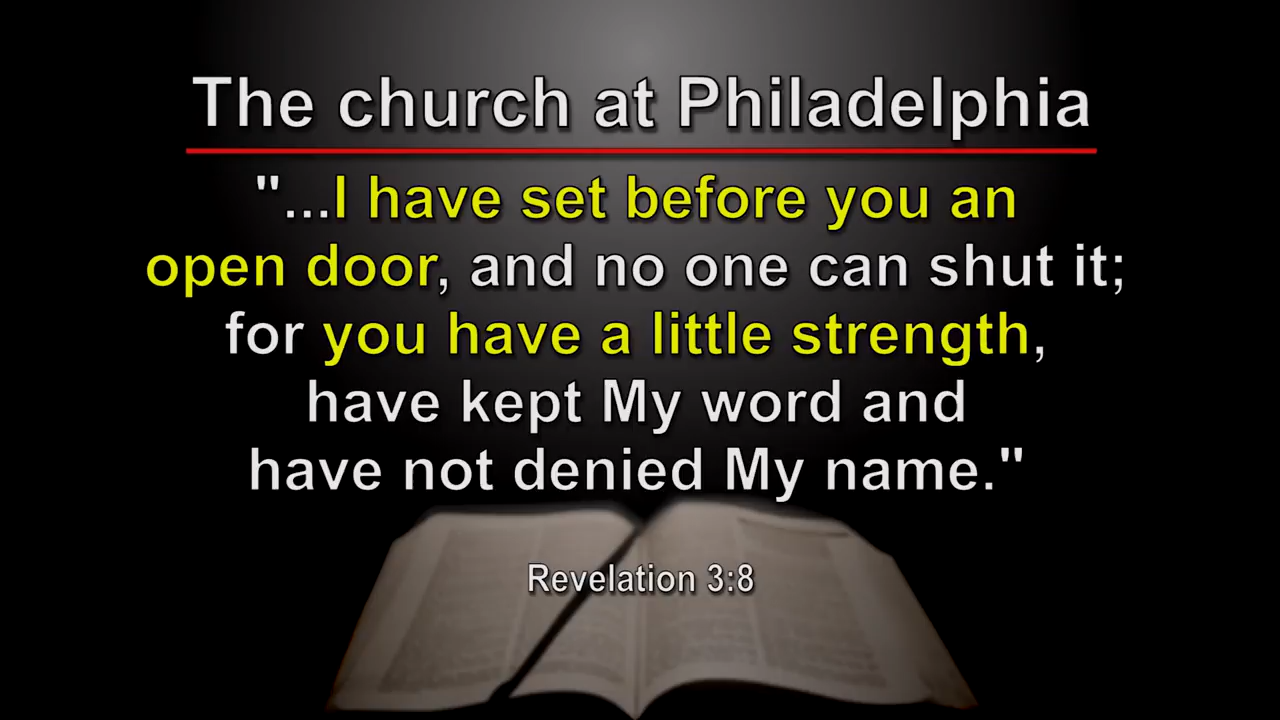 The church at Philadelphia
"...I have set before you an
open door, and no one can shut it;
for you have a little strength,
have kept My word and
have not denied My name."
Revelation 3:8